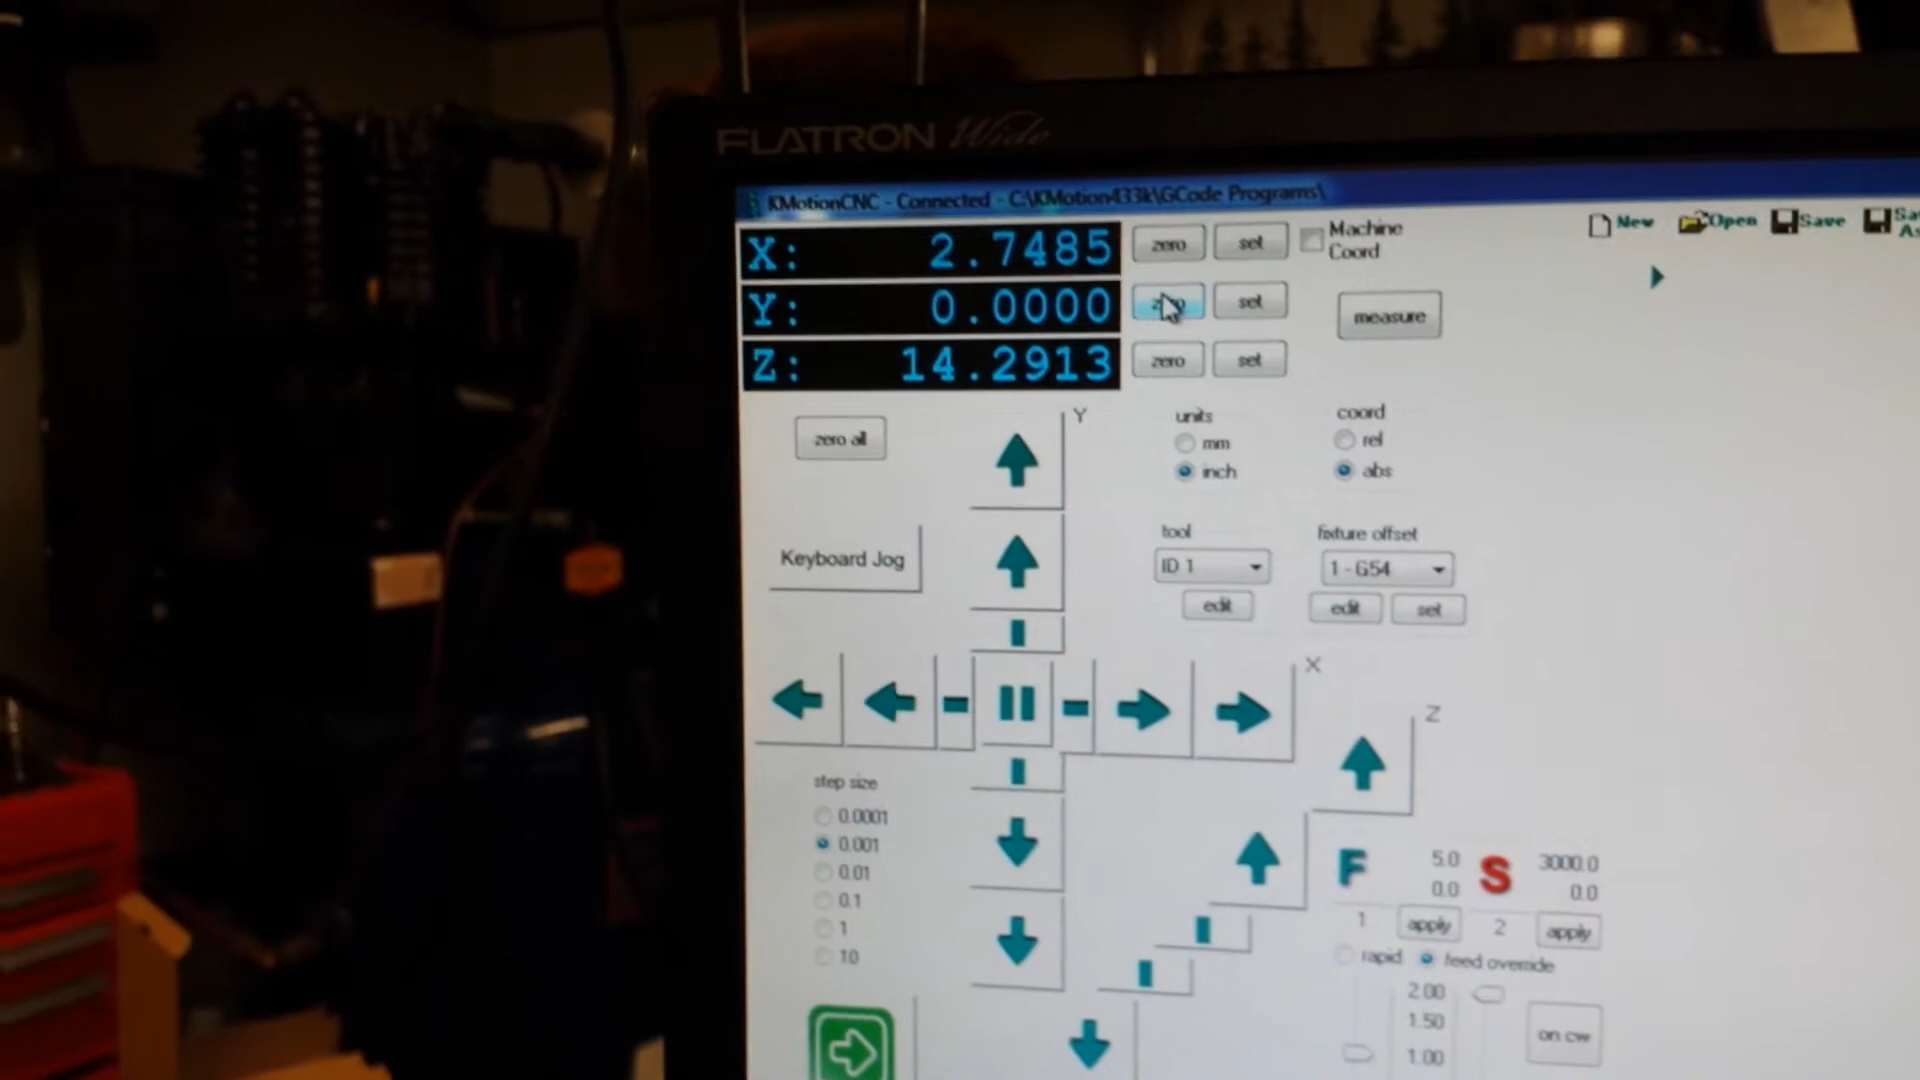 FLATRON Wide
KMotionCNC - Connected - C:\KMotion433k\GCode Programs\
X: 2.7485 zero set Machine Coord
New Open Save
Y: 0.0000 zero set
measure
Z: 14.2913 zero set
zero all
Y
units
mm
inch
coord
rel
abs
Keyboard Jog
tool
ID 1
edit
fixture offset
1 - G54
edit set
X
Z
step size
0.0001
0.001
0.01
0.1
1
10
F 5.0 S 3000.0
0.0 0.0
1 apply 2 apply
rapid feed override
2.00
1.50
1.00
on cw